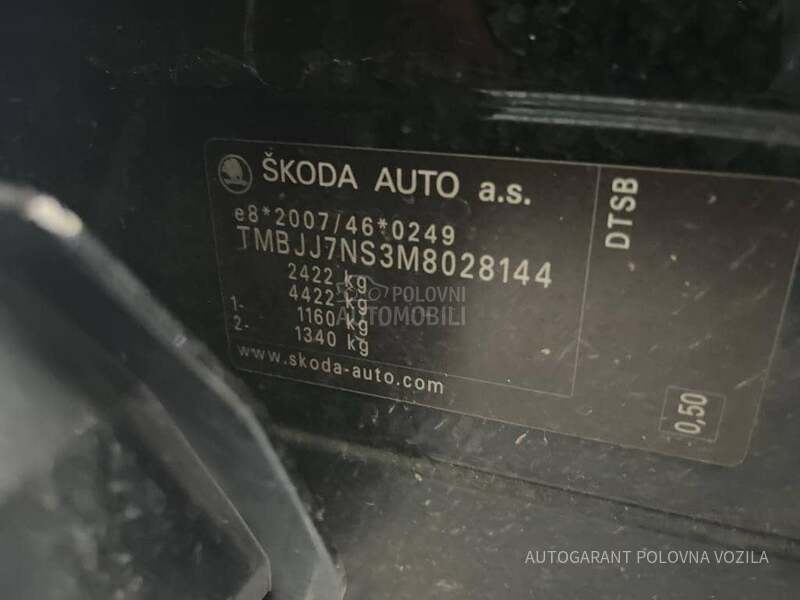 ŠKODA AUTO a.s.
e8*2007/46*0249
TMBJJ7NS3M8028144
2422 kg
4422 kg
1- 1160 kg
2- 1340 kg
www.skoda-auto.com
DTSB
0,50
POLOVNI
AUTOMOBILI
AUTOGARANT POLOVNA VOZILA